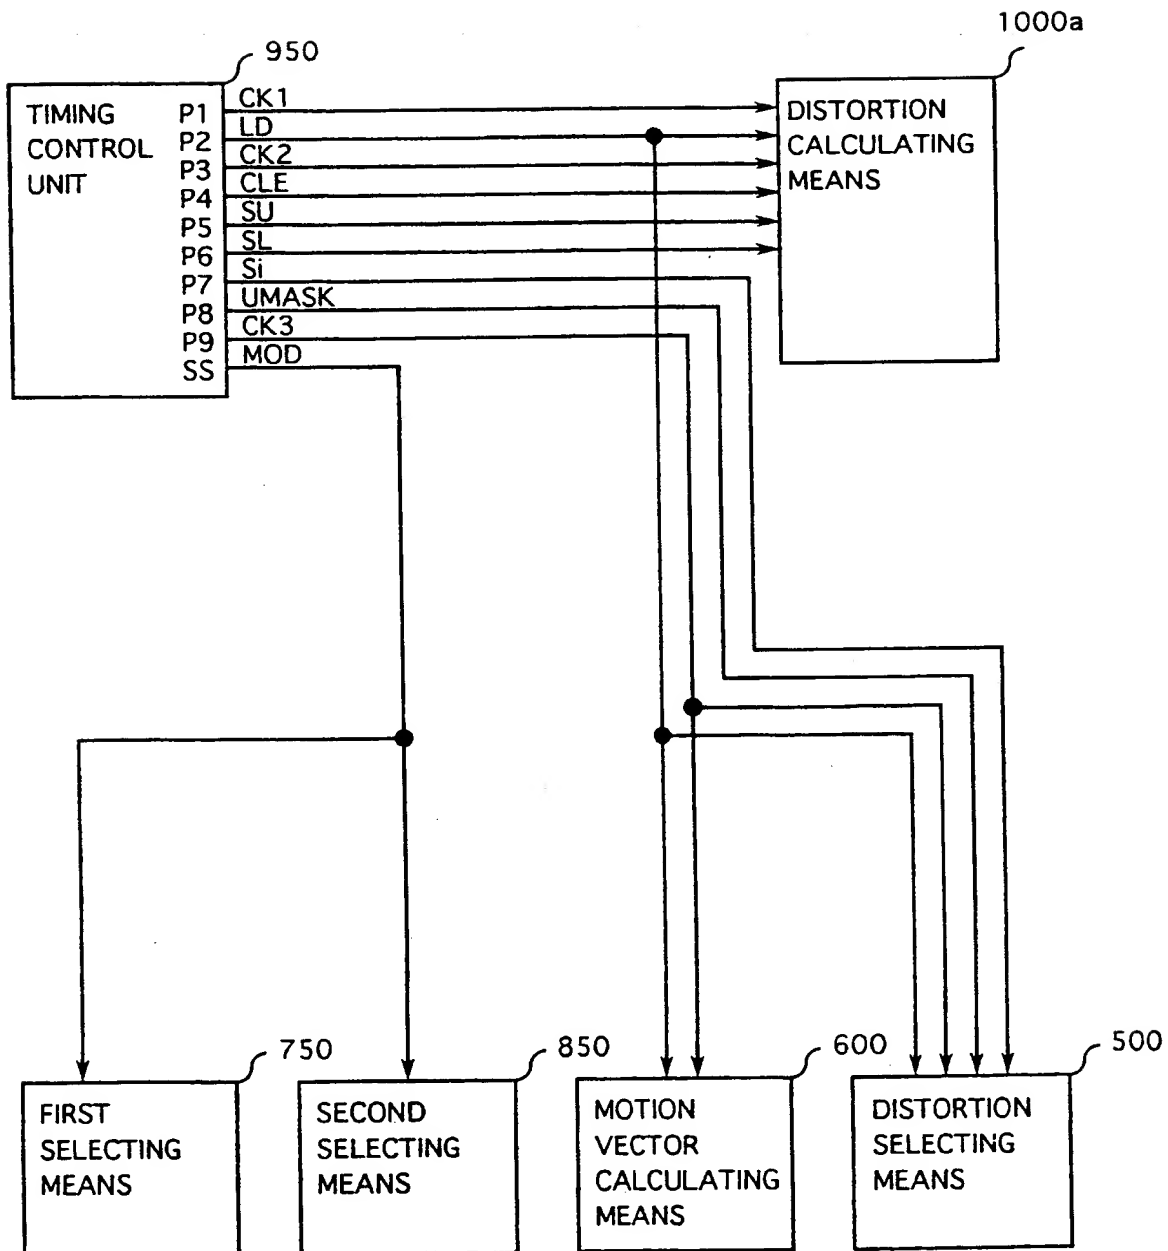 950
1000a
TIMING
CONTROL
UNIT
P1
P2
P3
P4
P5
P6
P7
P8
P9
SS
CK1
LD
CK2
CLE
SU
SL
Si
UMASK
CK3
MOD
DISTORTION
CALCULATING
MEANS
750
FIRST
SELECTING
MEANS
850
SECOND
SELECTING
MEANS
600
MOTION
VECTOR
CALCULATING
MEANS
500
DISTORTION
SELECTING
MEANS